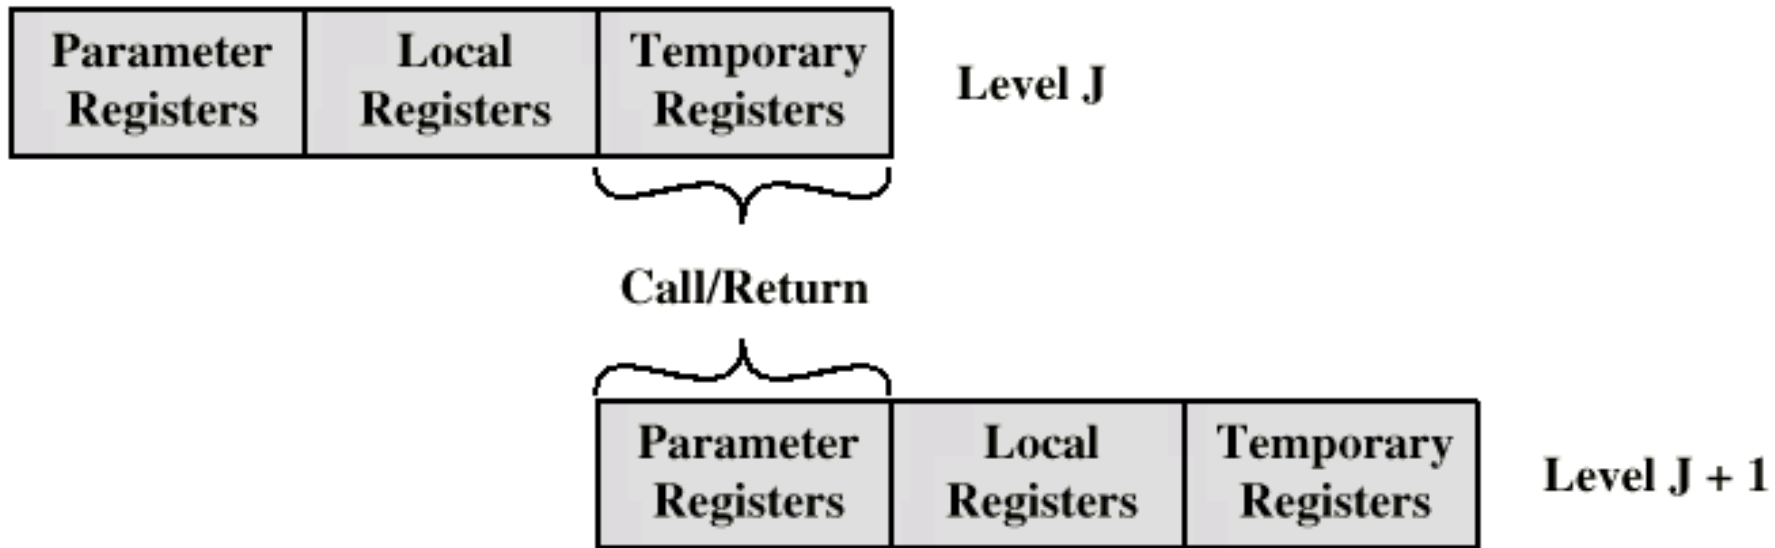 Parameter Registers
Local Registers
Temporary Registers
Level J
Call/Return
Parameter Registers
Local Registers
Temporary Registers
Level J + 1